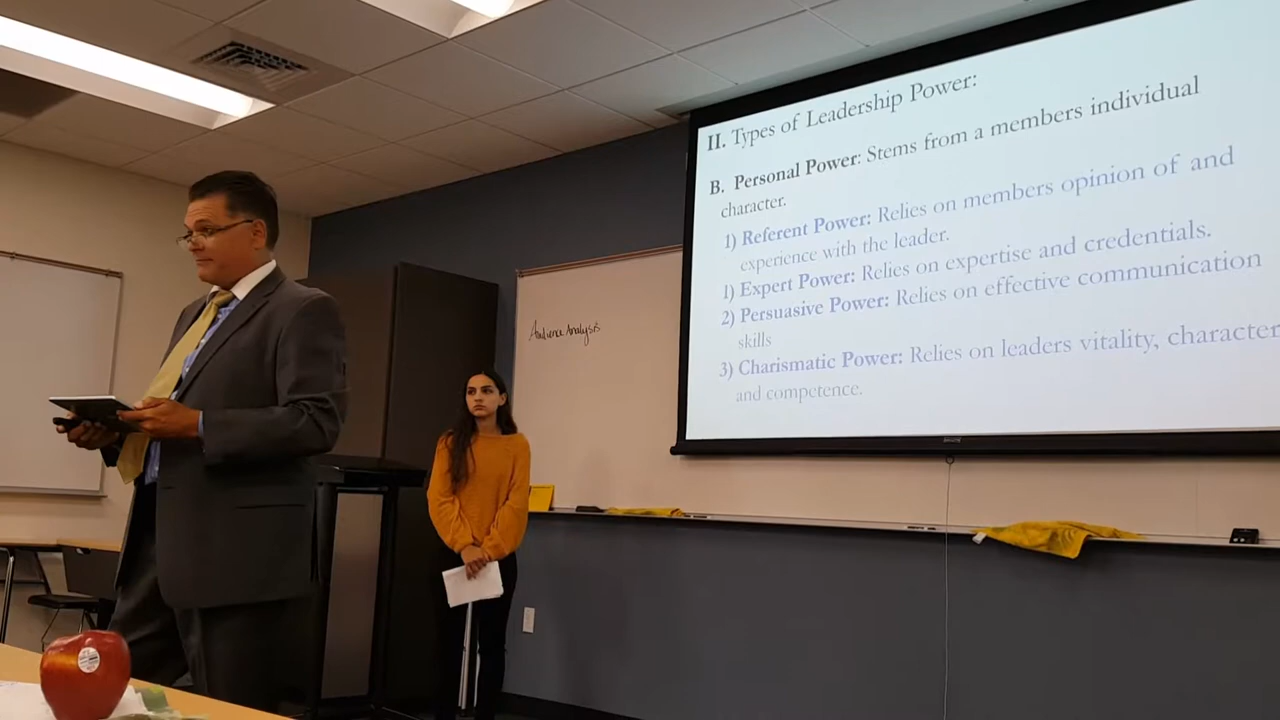 II. Types of Leadership Power:
B. Personal Power: Stems from a members individual
character.
1) Referent Power: Relies on members opinion of and
experience with the leader.
1) Expert Power: Relies on expertise and credentials.
2) Persuasive Power: Relies on effective communication
skills
3) Charismatic Power: Relies on leaders vitality, character
and competence.
Audience Analysis